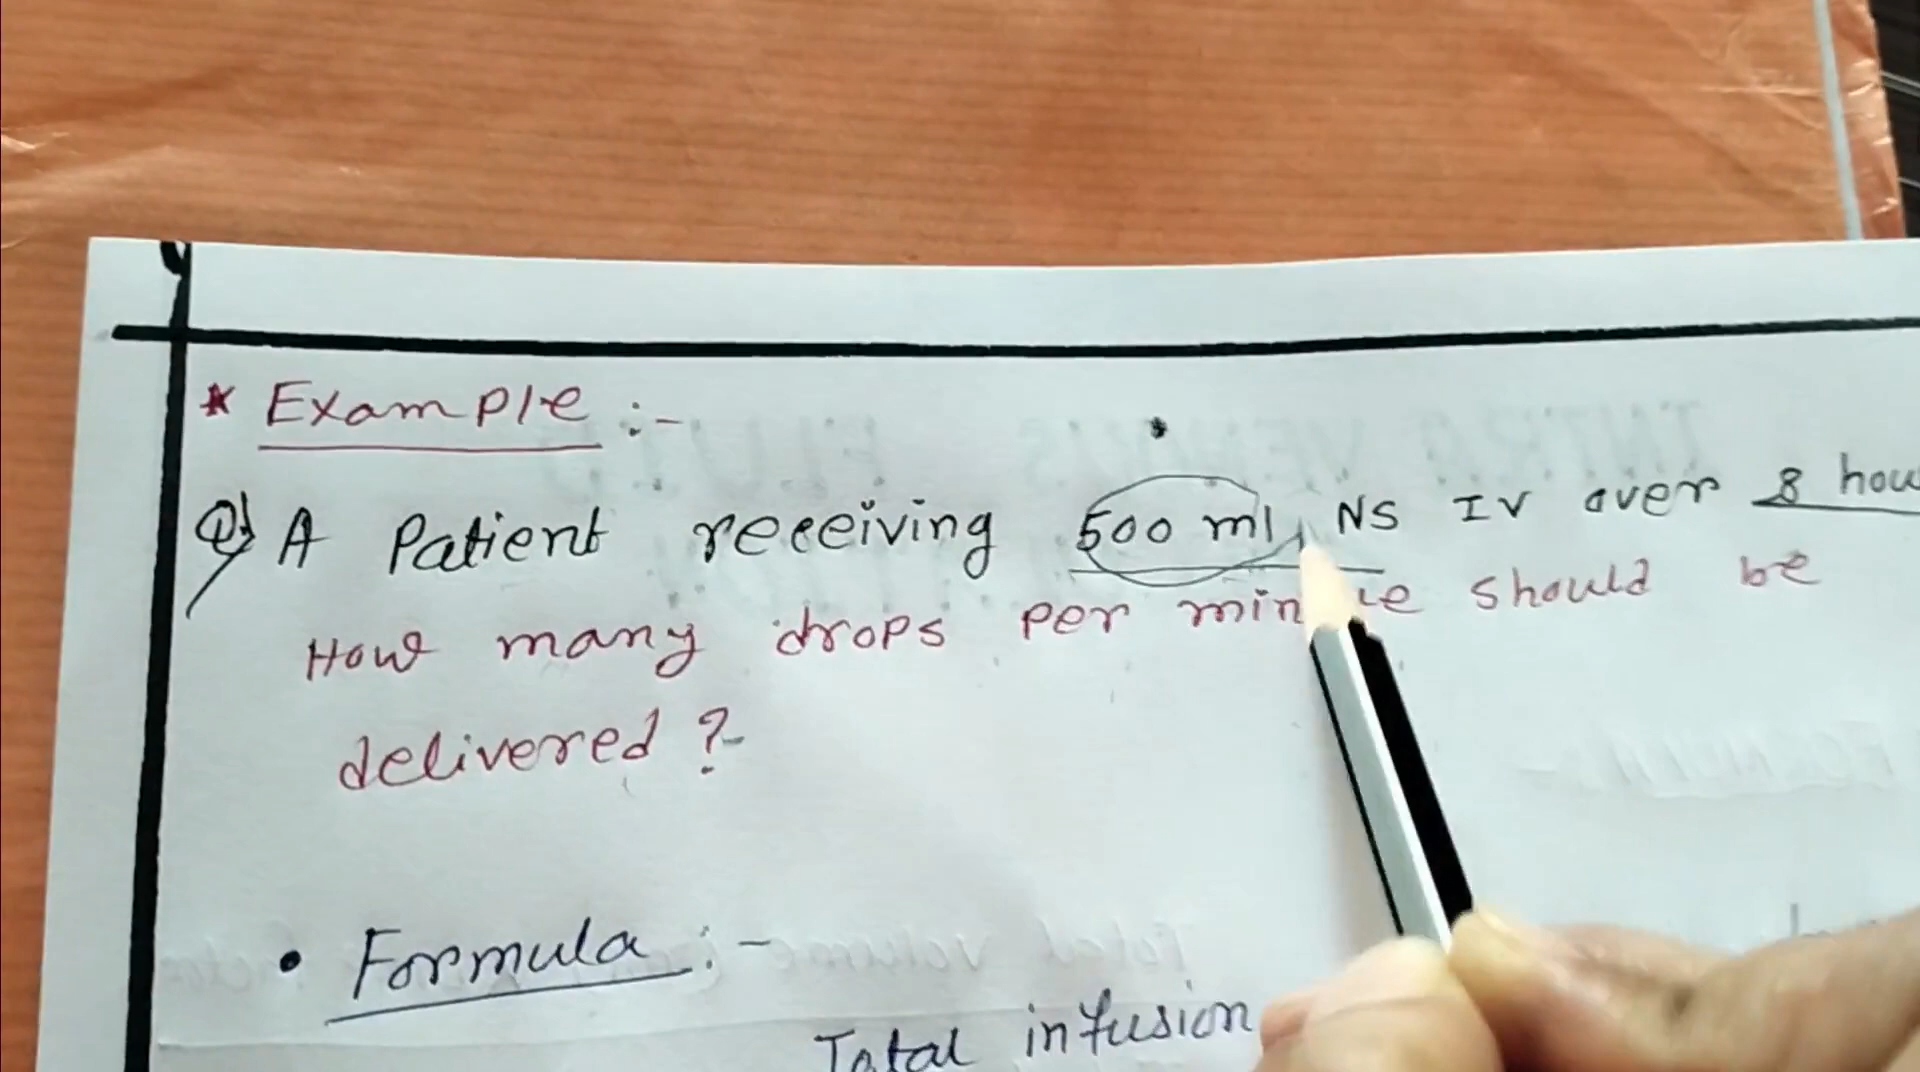 * Example :-
Q) A Patient receiving 500 ml, NS IV over 8 hou
How many drops per minute should be
delivered ?
• Formula :-
Total infusion